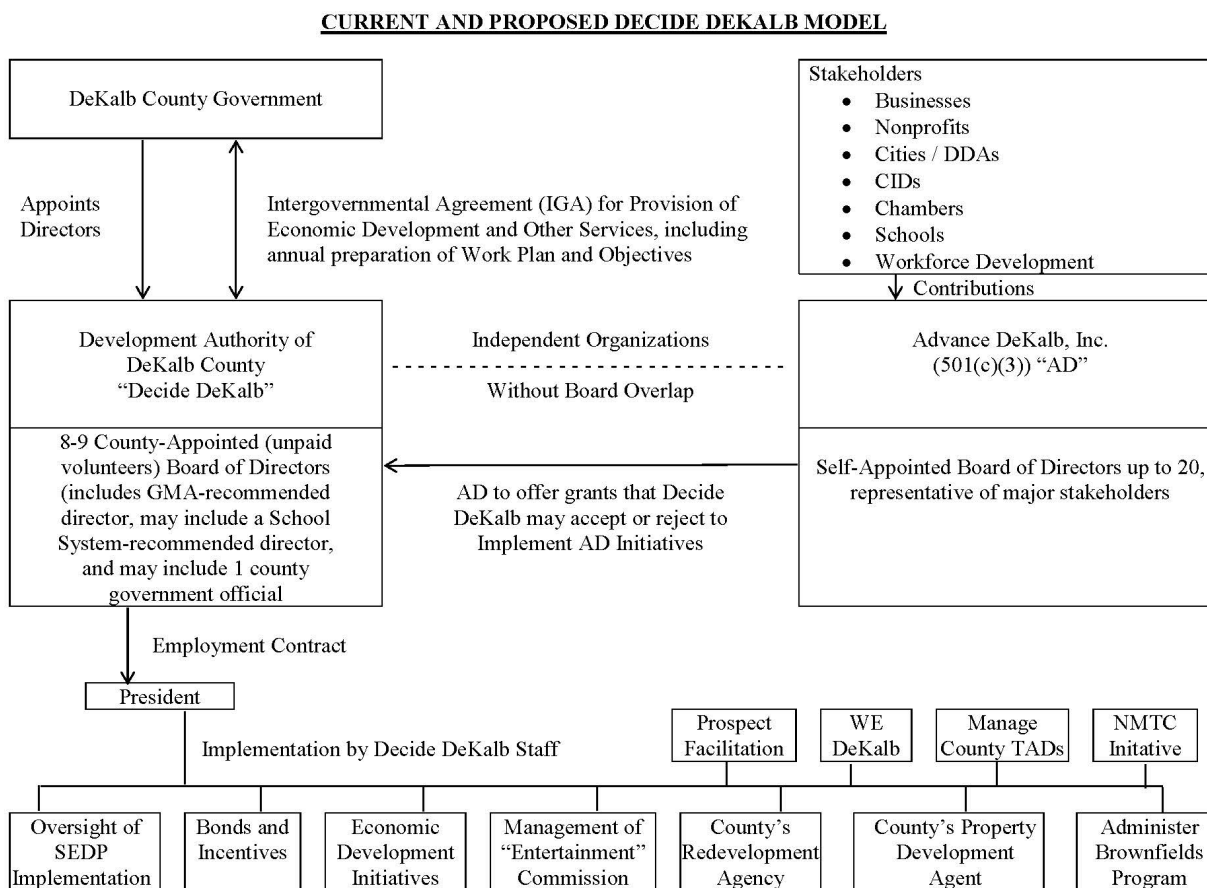 CURRENT AND PROPOSED DECIDE DEKALB MODEL
DeKalb County Government
Stakeholders
• Businesses
• Nonprofits
• Cities / DDAs
• CIDs
• Chambers
• Schools
• Workforce Development
Appoints
Directors
Intergovernmental Agreement (IGA) for Provision of
Economic Development and Other Services, including
annual preparation of Work Plan and Objectives
Contributions
Development Authority of
DeKalb County
“Decide DeKalb”
Independent Organizations
Without Board Overlap
Advance DeKalb, Inc.
(501(c)(3)) “AD”
8-9 County-Appointed (unpaid
volunteers) Board of Directors
(includes GMA-recommended
director, may include a School
System-recommended director,
and may include 1 county
government official
AD to offer grants that Decide
DeKalb may accept or reject to
Implement AD Initiatives
Self-Appointed Board of Directors up to 20,
representative of major stakeholders
Employment Contract
President
Implementation by Decide DeKalb Staff
Prospect
Facilitation
WE
DeKalb
Manage
County TADs
NMTC
Initative
Oversight of
SEDP
Implementation
Bonds and
Incentives
Economic
Development
Initiatives
Management of
“Entertainment”
Commission
County’s
Redevelopment
Agency
County’s Property
Development
Agent
Administer
Brownfields
Program